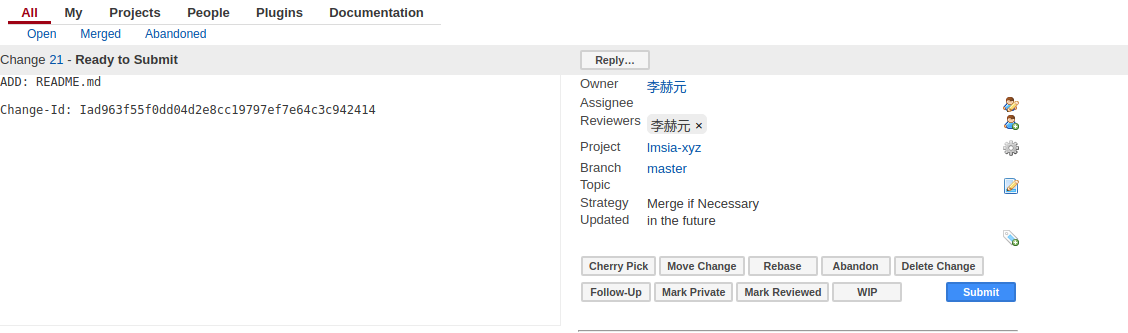 All My Projects People Plugins Documentation
Open Merged Abandoned
Change 21 - Ready to Submit
Reply…
ADD: README.md
Change-Id: Iad963f55f0dd04d2e8cc19797ef7e64c3c942414
Owner 李赫元
Assignee
Reviewers 李赫元 ×
Project lmsia-xyz
Branch master
Topic
Strategy Merge if Necessary
Updated in the future
Cherry Pick Move Change Rebase Abandon Delete Change
Follow-Up Mark Private Mark Reviewed WIP Submit